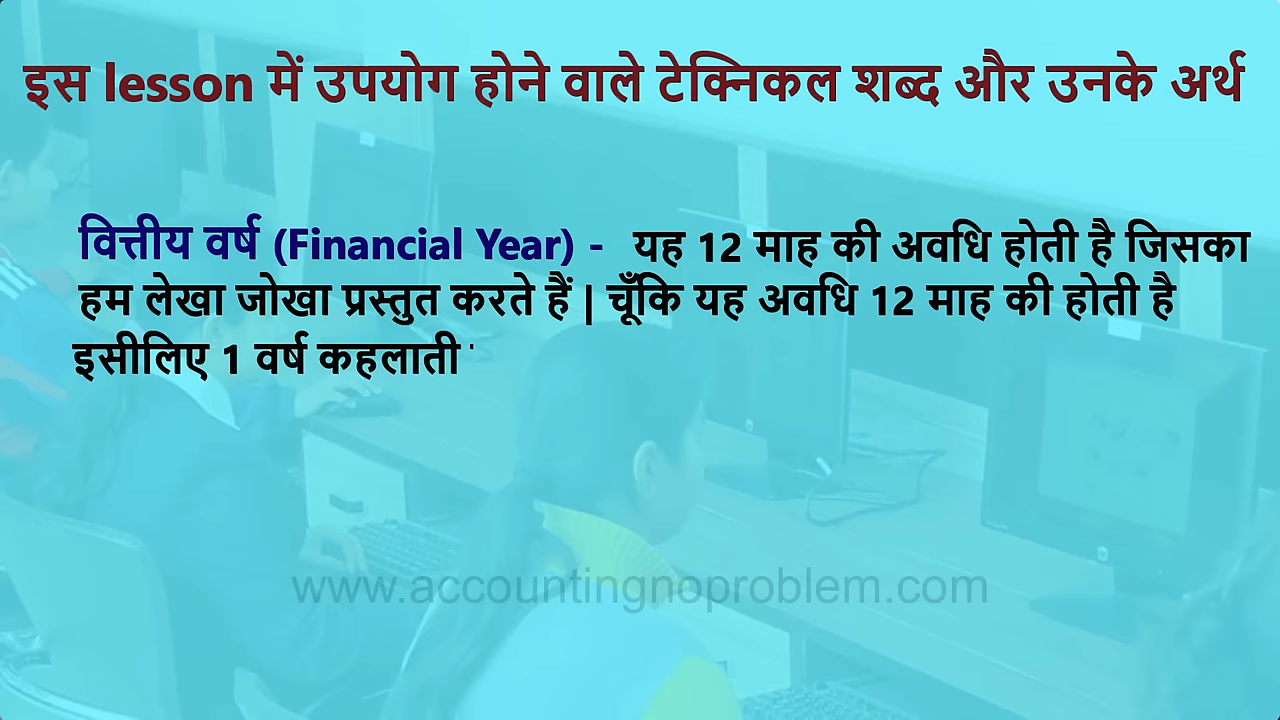 इस lesson में उपयोग होने वाले टेक्निकल शब्द और उनके अर्थ
वित्तीय वर्ष (Financial Year) - यह 12 माह की अवधि होती है जिसका
हम लेखा जोखा प्रस्तुत करते हैं | चूँकि यह अवधि 12 माह की होती है
इसीलिए 1 वर्ष कहलाती
www.accountingnoproblem.com